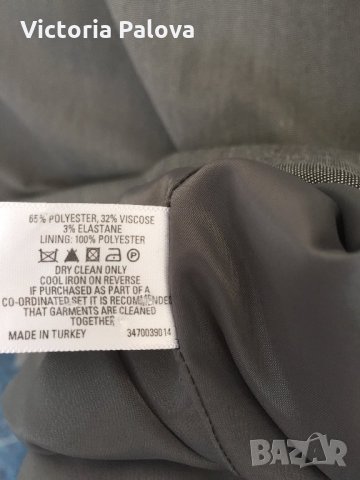 Victoria Palova
65% POLYESTER, 32% VISCOSE
3% ELASTANE
LINING: 100% POLYESTER
DRY CLEAN ONLY
COOL IRON ON REVERSE
IF PURCHASED AS PART OF A
CO-ORDINATED SET IT IS RECOMMENDED
THAT GARMENTS ARE CLEANED
TOGETHER
MADE IN TURKEY 3470039014
BAZAR